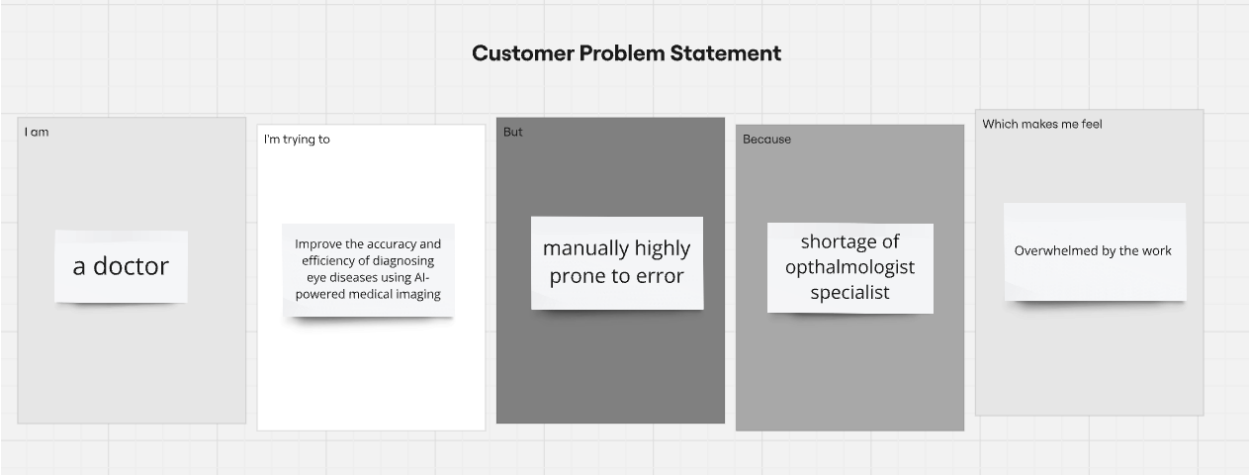 Customer Problem Statement
I am
a doctor
I'm trying to
Improve the accuracy and
efficiency of diagnosing
eye diseases using AI-
powered medical imaging
But
manually highly
prone to error
Because
shortage of
opthalmologist
specialist
Which makes me feel
Overwhelmed by the work